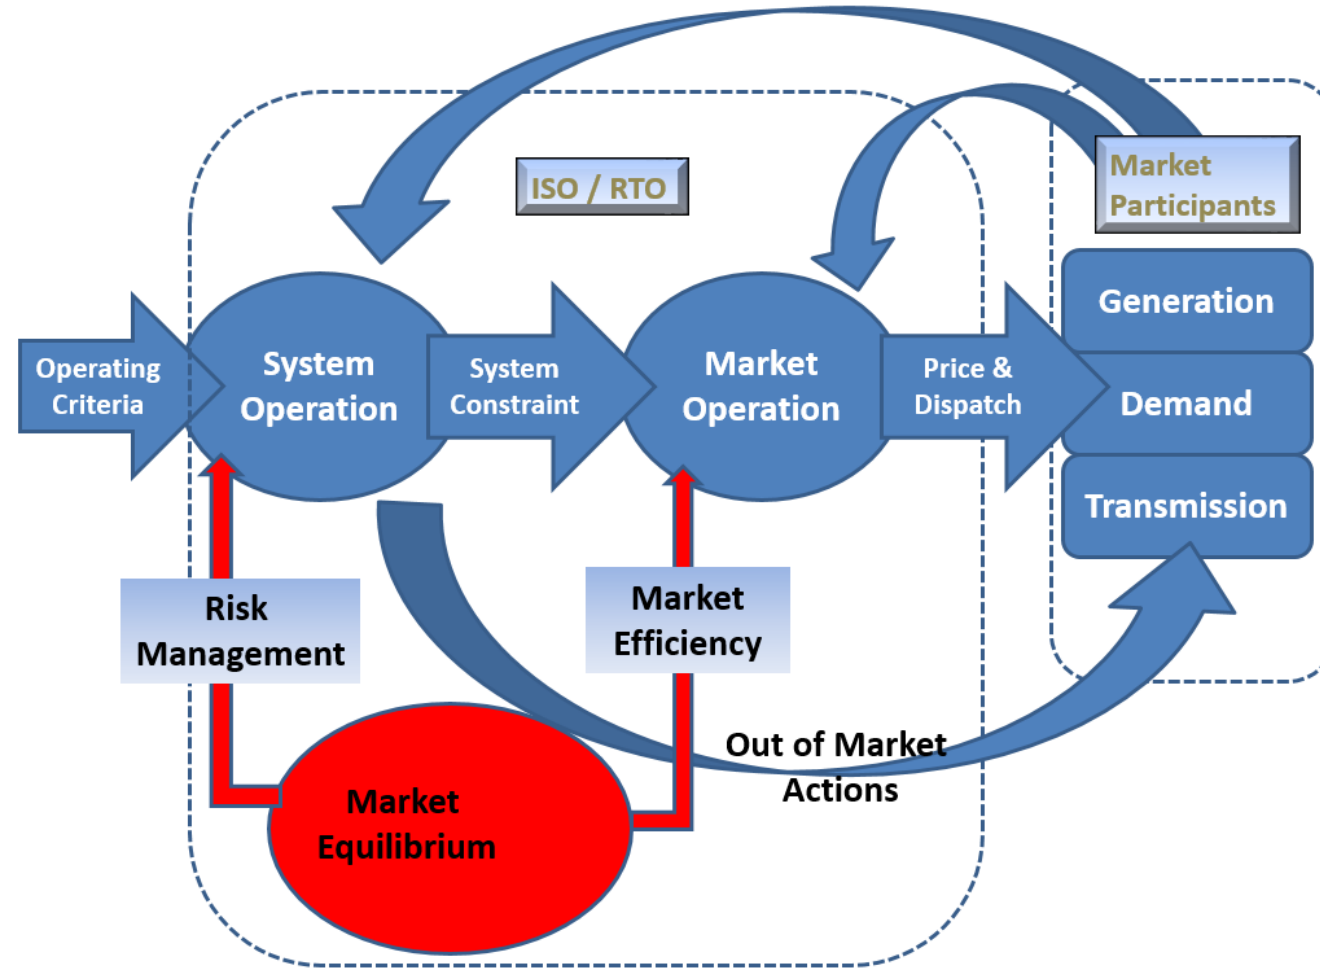 ISO / RTO
Market
Participants
Operating
Criteria
System
Operation
System
Constraint
Market
Operation
Price &
Dispatch
Generation
Demand
Transmission
Risk
Management
Market
Efficiency
Out of Market
Actions
Market
Equilibrium